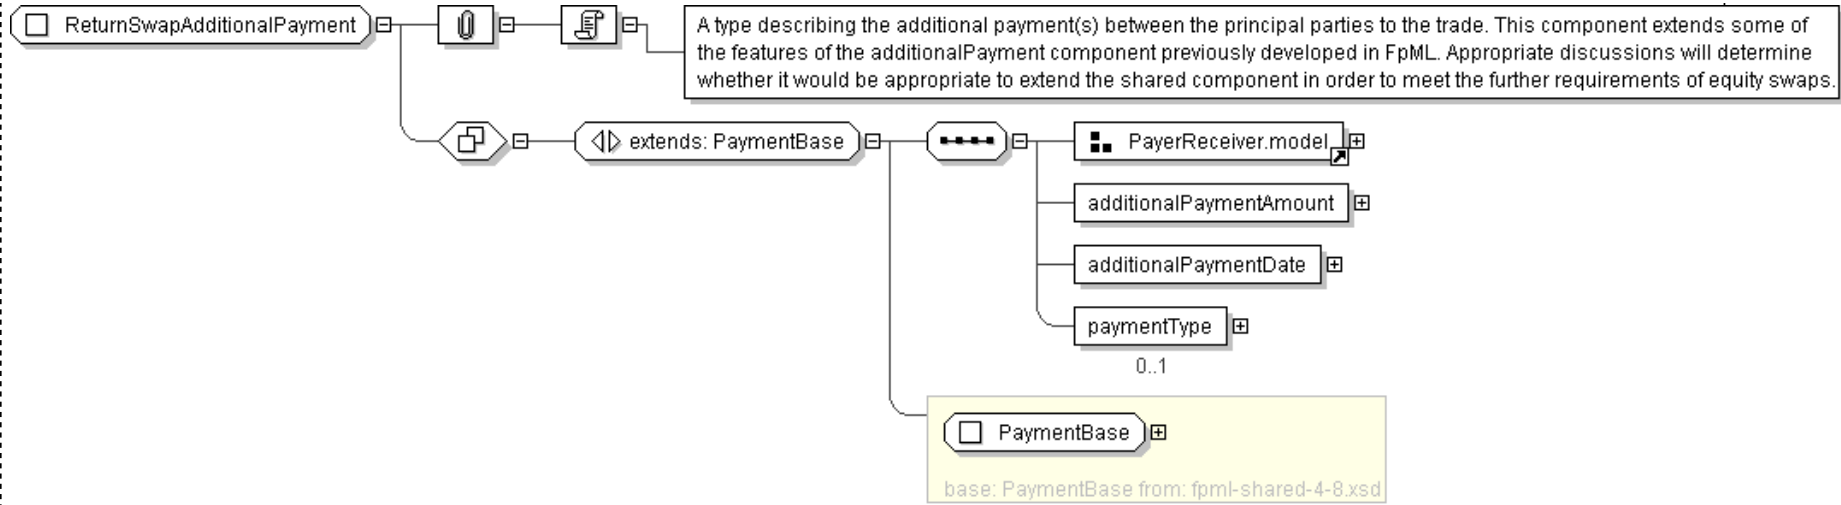 ReturnSwapAdditionalPayment
A type describing the additional payment(s) between the principal parties to the trade. This component extends some of
the features of the additionalPayment component previously developed in FpML. Appropriate discussions will determine
whether it would be appropriate to extend the shared component in order to meet the further requirements of equity swaps.
extends: PaymentBase
PayerReceiver.model
additionalPaymentAmount
additionalPaymentDate
paymentType
0..1
PaymentBase
base: PaymentBase from: fpml-shared-4-8.xsd